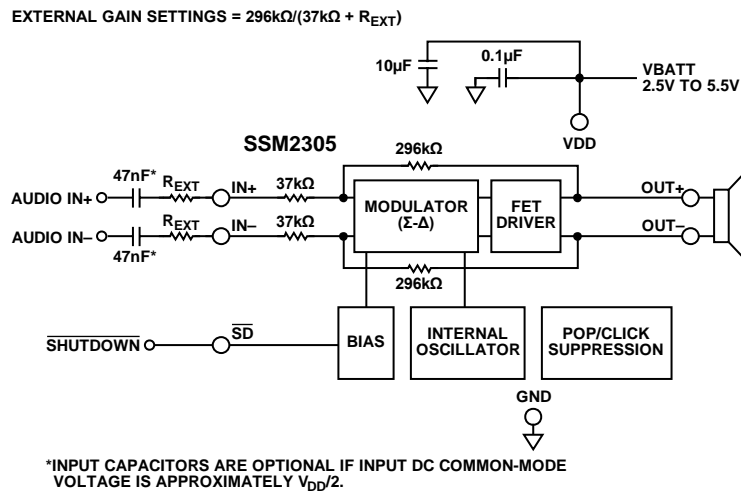 EXTERNAL GAIN SETTINGS = 296kΩ/(37kΩ + REXT)
10µF
0.1µF
VBATT
2.5V TO 5.5V
VDD
SSM2305
296kΩ
47nF*
REXT
IN+
37kΩ
AUDIO IN+
MODULATOR
(Σ-Δ)
FET
DRIVER
OUT+
REXT
IN–
37kΩ
AUDIO IN–
47nF*
OUT–
296kΩ
SHUTDOWN
SD
BIAS
INTERNAL
OSCILLATOR
POP/CLICK
SUPPRESSION
GND
*INPUT CAPACITORS ARE OPTIONAL IF INPUT DC COMMON-MODE
VOLTAGE IS APPROXIMATELY VDD/2.